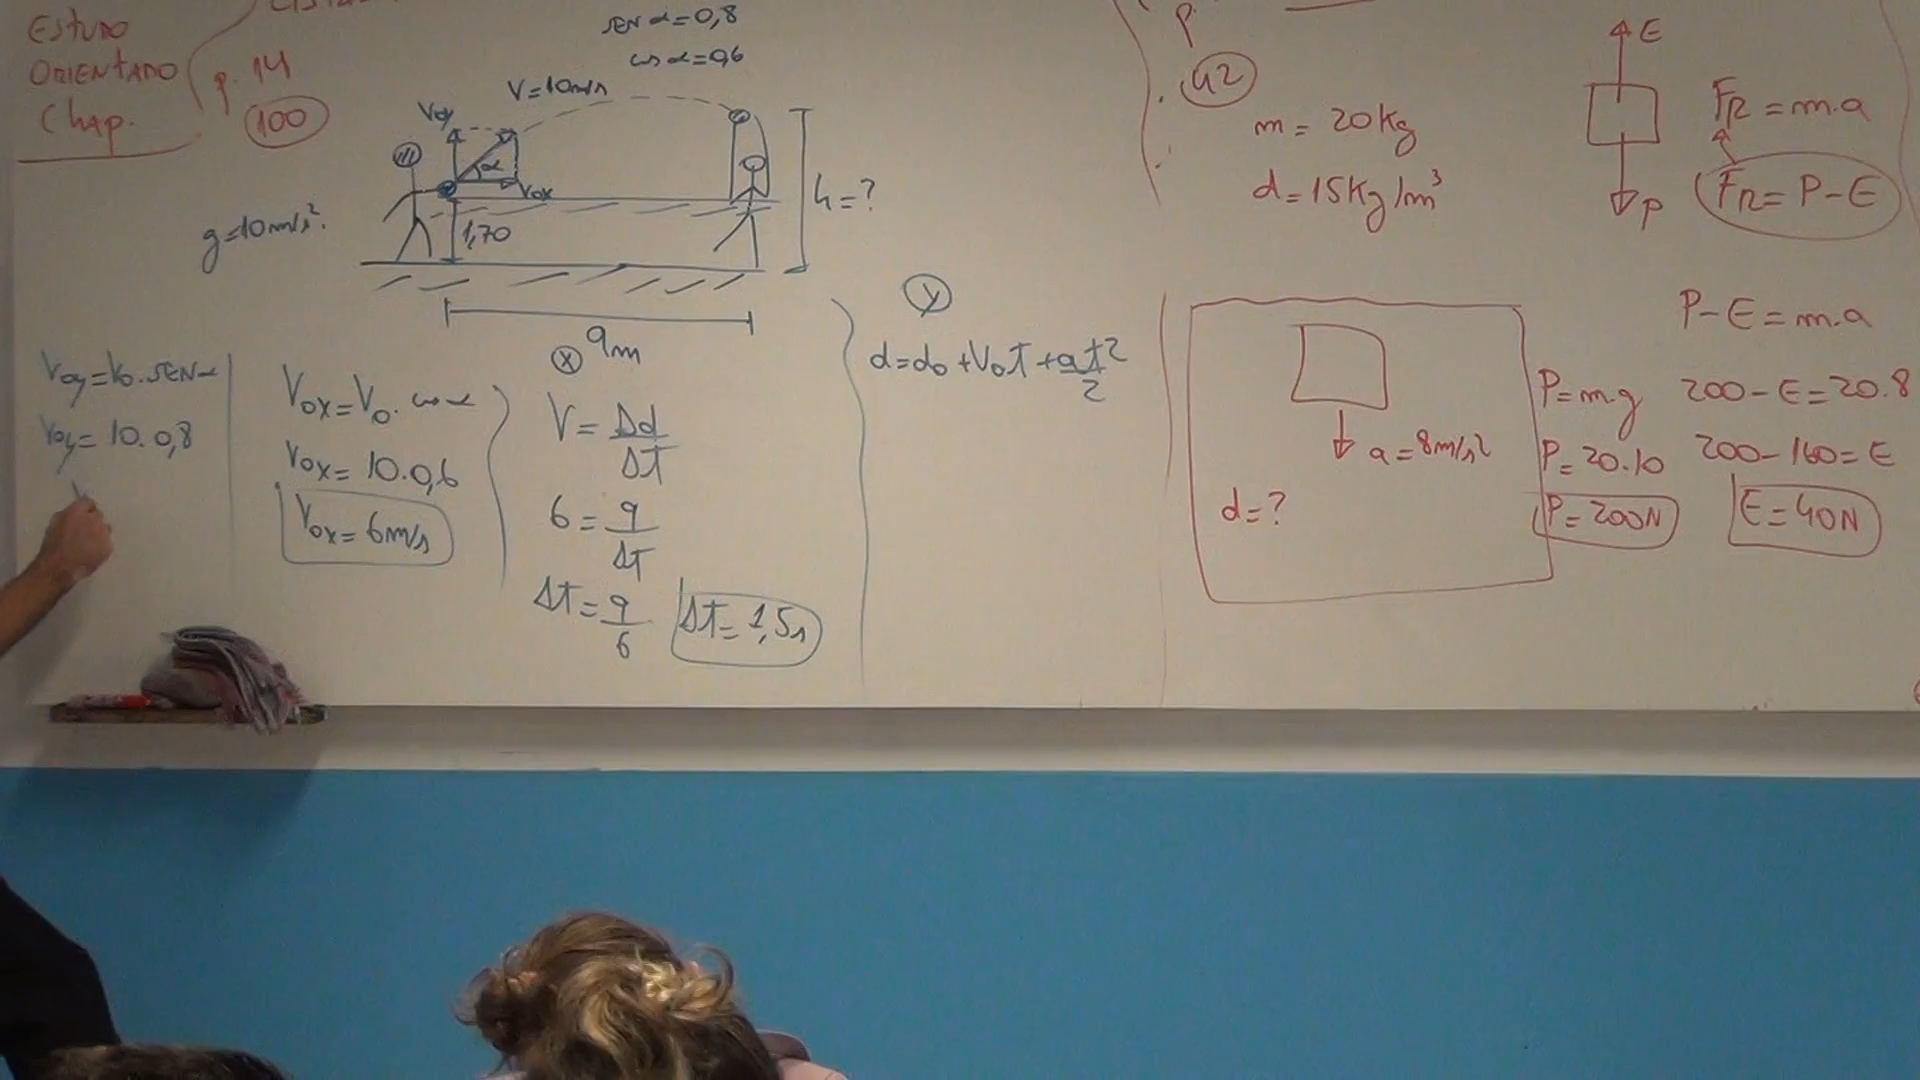 ESTUDO
ORIENTADO
Chap.
p. 14
100
SEN α = 0,8
cos α = 0,6
V = 10m/s
Voy
α
Vox
1,70
g=10m/s².
h = ?
9m
Voy = Vo . SEN α
Voy = 10. 0,8
Vox = Vo . cos α
Vox = 10.0,6
Vox = 6m/s
X
V = Δd/ΔT
6 = 9/ΔT
ΔT = 9/6
ΔT = 1,5s
y
d = do + VoT + at²/2
P
42
m = 20Kg
d = 15Kg/m³
E
P
FR = m.a
FR = P - E
a = 8m/s²
d = ?
P - E = m.a
P = m.g
200 - E = 20.8
P = 20.10
200 - 160 = E
P = 200N
E = 40N